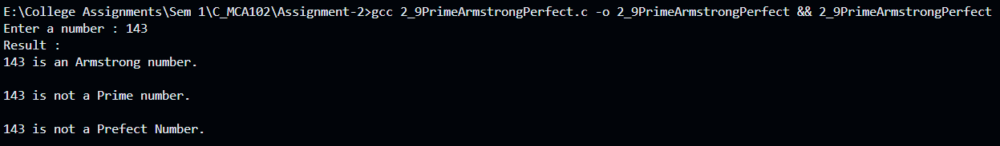 E:\College Assignments\Sem 1\C_MCA102\Assignment-2>gcc 2_9PrimeArmstrongPerfect.c -o 2_9PrimeArmstrongPerfect && 2_9PrimeArmstrongPerfect
Enter a number : 143
Result :
143 is an Armstrong number.
143 is not a Prime number.
143 is not a Prefect Number.